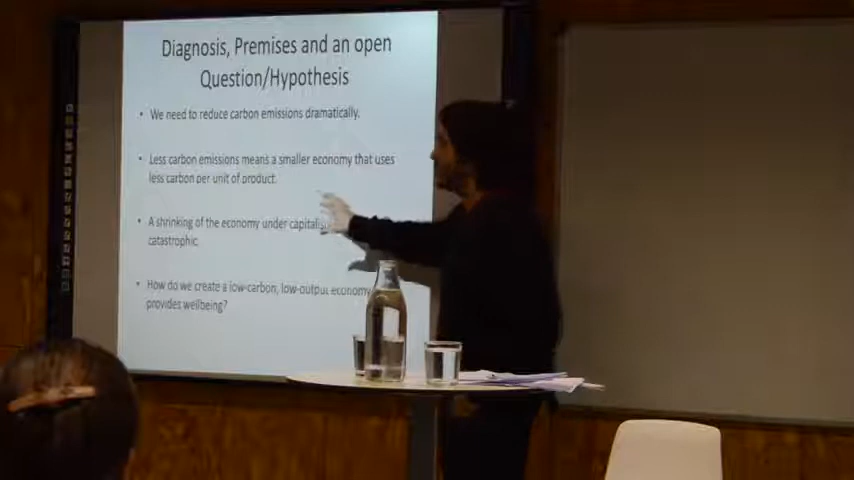 Diagnosis, Premises and an open
Question/Hypothesis
• We need to reduce carbon emissions dramatically.
• Less carbon emissions means a smaller economy that uses
less carbon per unit of product.
• A shrinking of the economy under
catastrophic.
• How do we create a low-carbon, low-output economy
provides wellbeing?